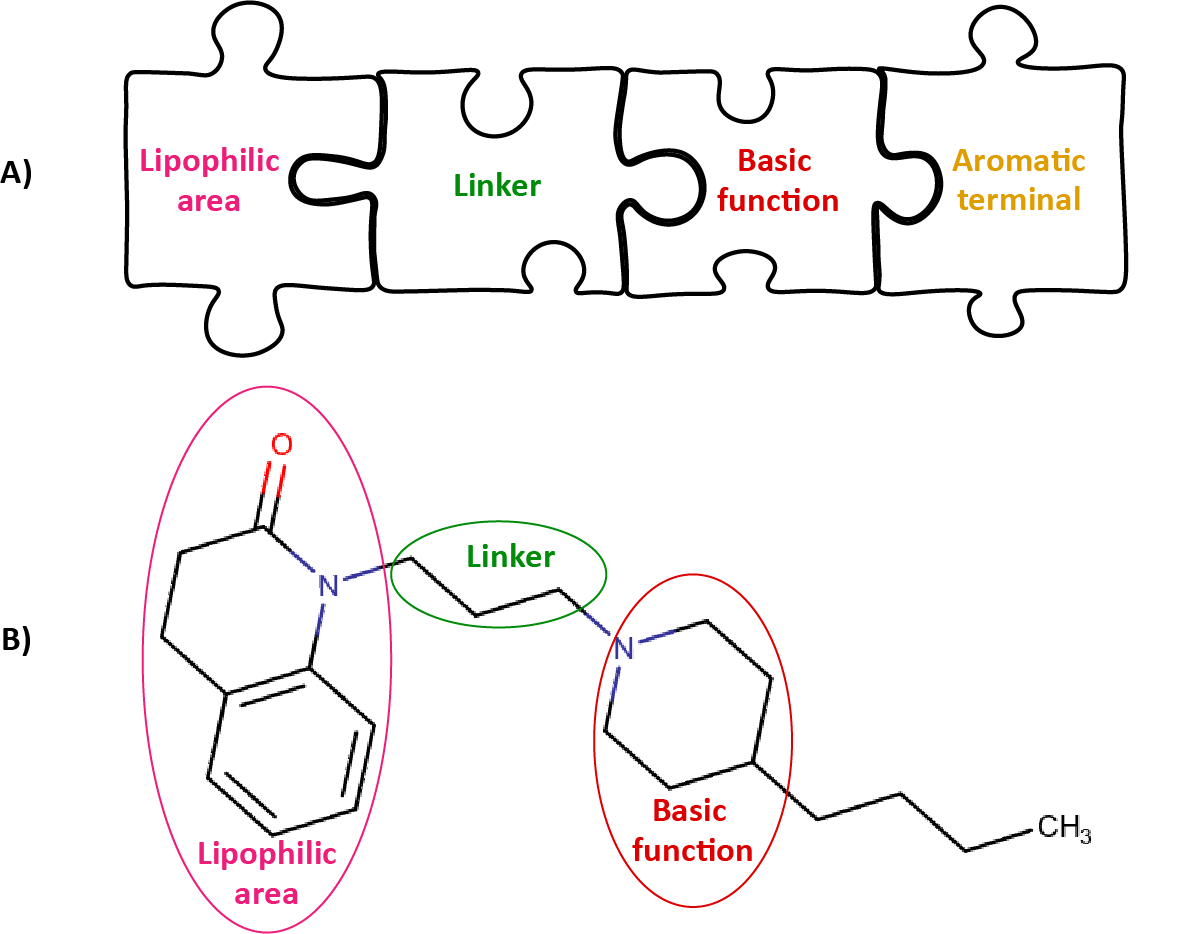 A)
Lipophilic
area
Linker
Basic
function
Aromatic
terminal
B)
O
N
Linker
N
Basic
function
CH3
Lipophilic
area